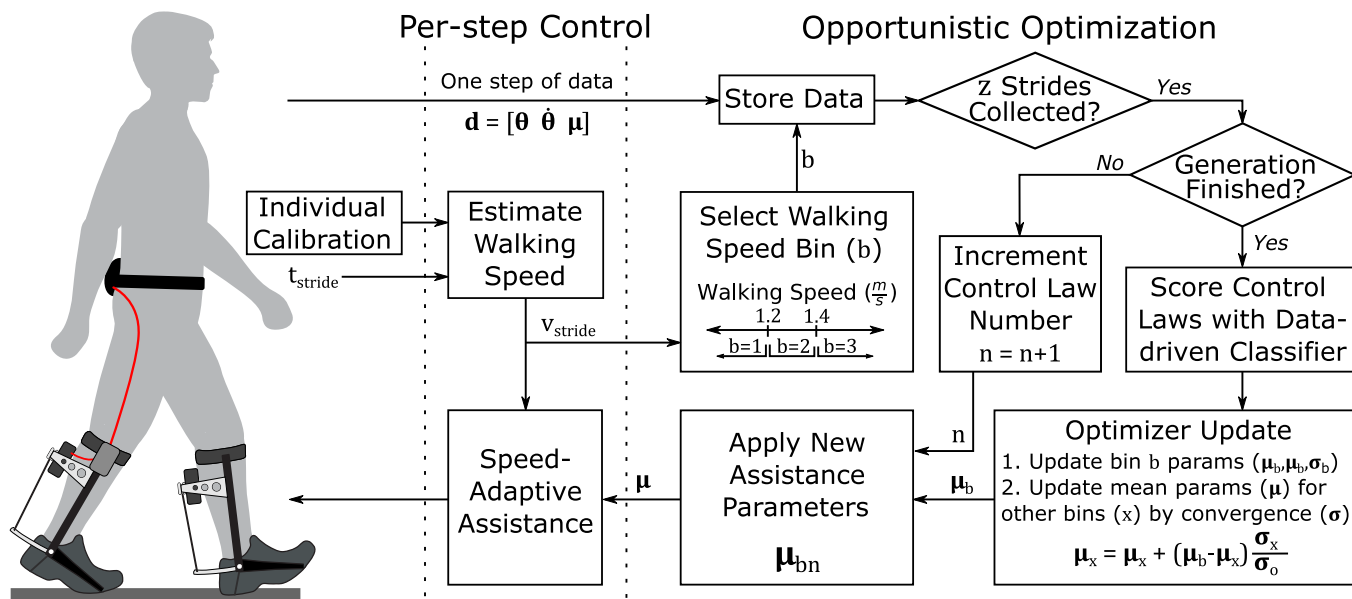 Per-step Control
Opportunistic Optimization
One step of data
d = [θ θ̇ μ]
Store Data
z Strides
Collected?
Yes
No
Generation
Finished?
b
Individual
Calibration
Estimate
Walking
Speed
t_stride
v_stride
Select Walking
Speed Bin (b)
Walking Speed (m/s)
1.2 1.4
b=1 b=2 b=3
Increment
Control Law
Number
n = n+1
Yes
Score Control
Laws with Data-
driven Classifier
Speed-
Adaptive
Assistance
μ
Apply New
Assistance
Parameters
μ_bn
n
μ_b
Optimizer Update
1. Update bin b params (μ_b,μ_b,σ_b)
2. Update mean params (μ) for
other bins (x) by convergence (σ)
μ_x = μ_x + (μ_b-μ_x) σ_x/σ_o